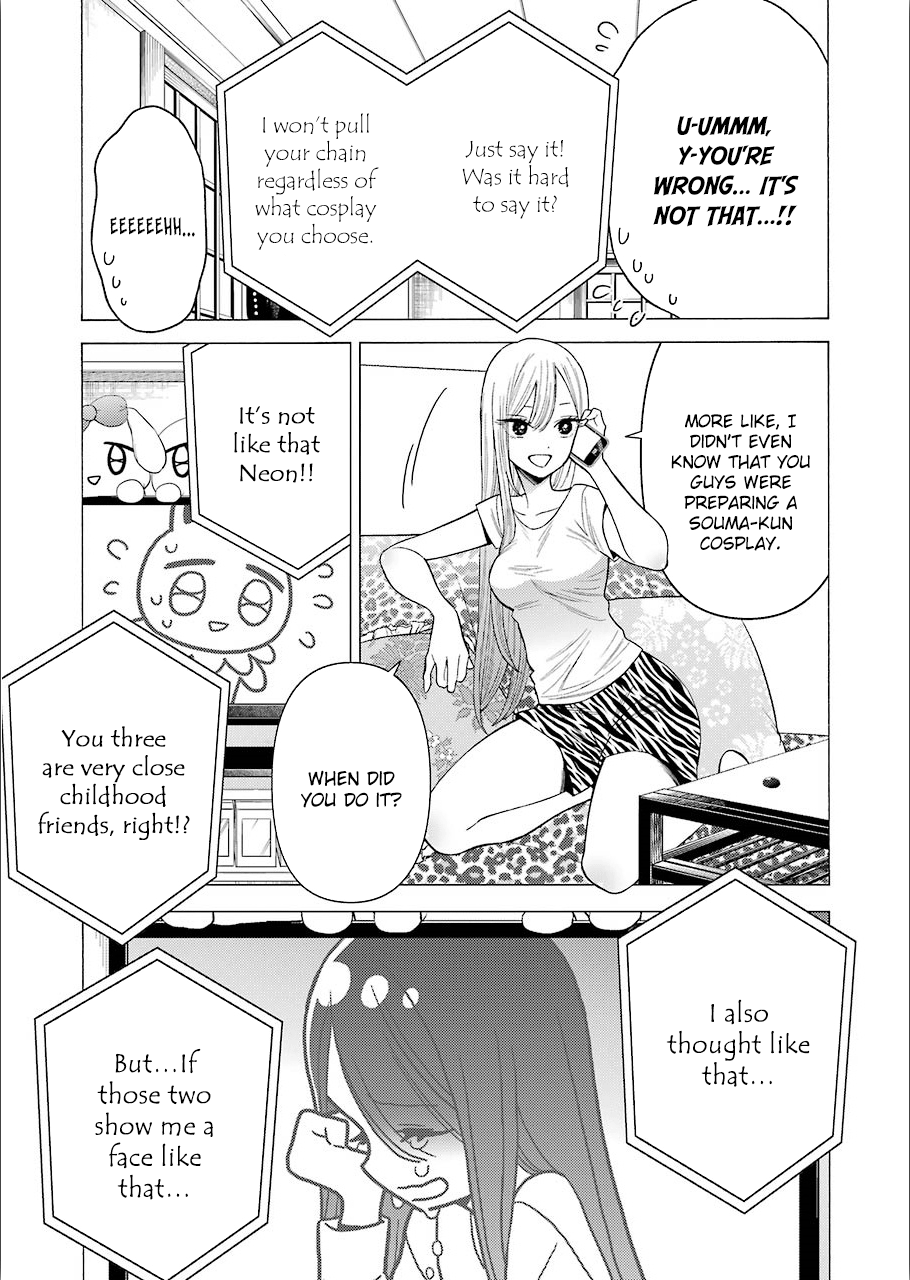 U-UMMM,
Y-YOU'RE
WRONG... IT'S
NOT THAT...!!
Just say it!
Was it hard
to say it?
I won't pull
your chain
regardless of
what cosplay
you choose.
EEEEEEHH...
MORE LIKE, I
DIDN'T EVEN
KNOW THAT YOU
GUYS WERE
PREPARING A
SOUMA-KUN
COSPLAY.
It's not
like that
Neon!!
WHEN DID
YOU DO IT?
You three
are very close
childhood
friends, right!?
I also
thought like
that...
But...If
those two
show me a
face like
that...